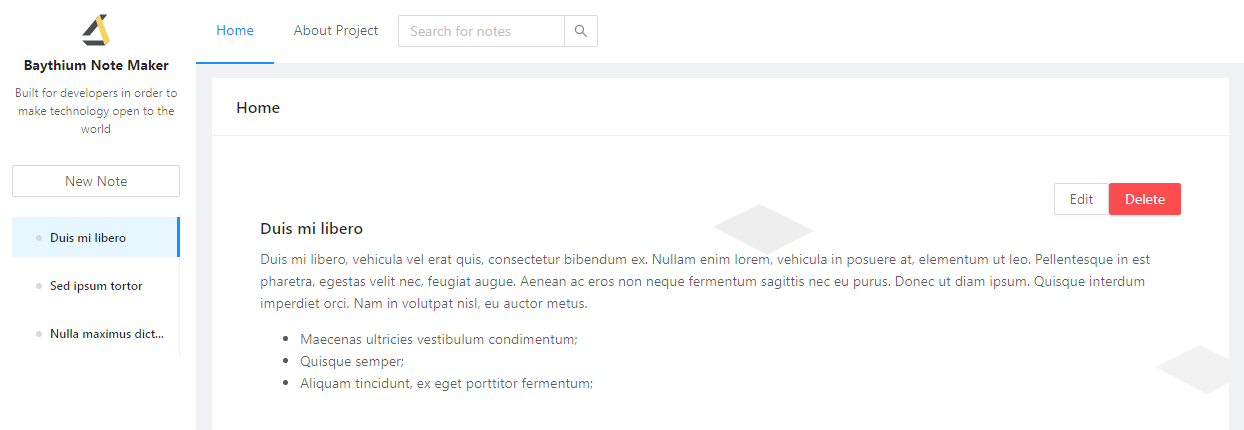 Baythium Note Maker
Built for developers in order to
make technology open to the
world
New Note
Duis mi libero
Sed ipsum tortor
Nulla maximus dict...
Home
About Project
Search for notes
Home
Edit
Delete
Duis mi libero
Duis mi libero, vehicula vel erat quis, consectetur bibendum ex. Nullam enim lorem, vehicula in posuere at, elementum ut leo. Pellentesque in est
pharetra, egestas velit nec, feugiat augue. Aenean ac eros non neque fermentum sagittis nec eu purus. Donec ut diam ipsum. Quisque interdum
imperdiet orci. Nam in volutpat nisl, eu auctor metus.
Maecenas ultricies vestibulum condimentum;
Quisque semper;
Aliquam tincidunt, ex eget porttitor fermentum;